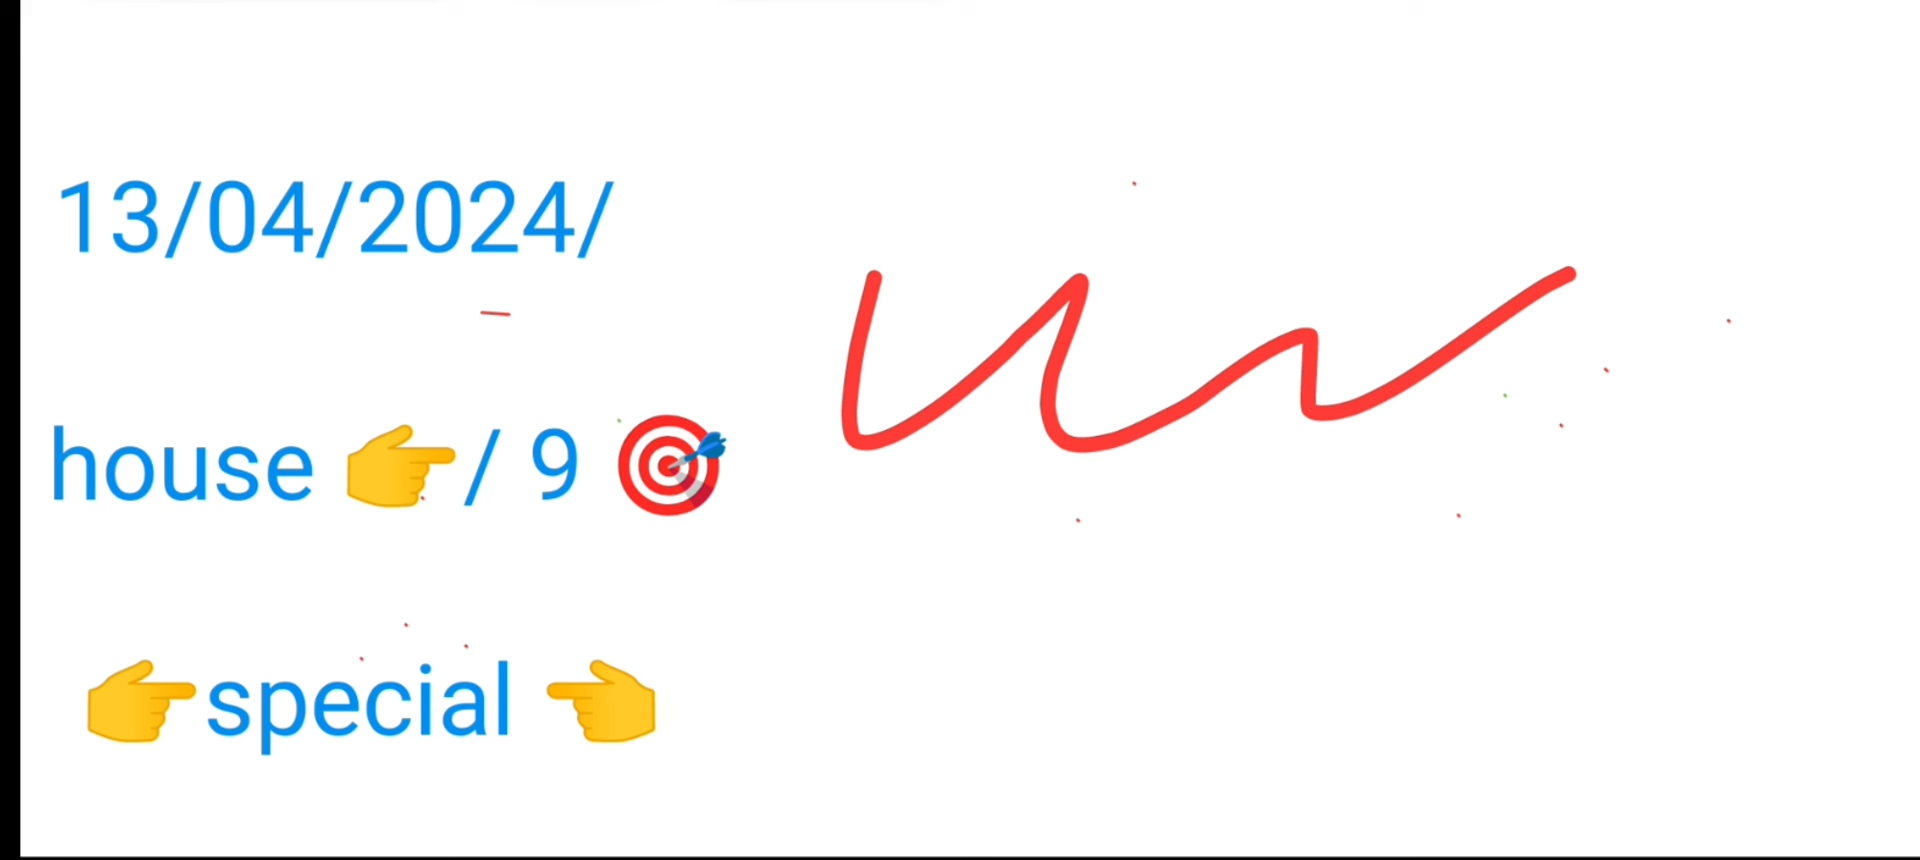 13/04/2024/
house 👉/ 9 🎯
👉special 👈